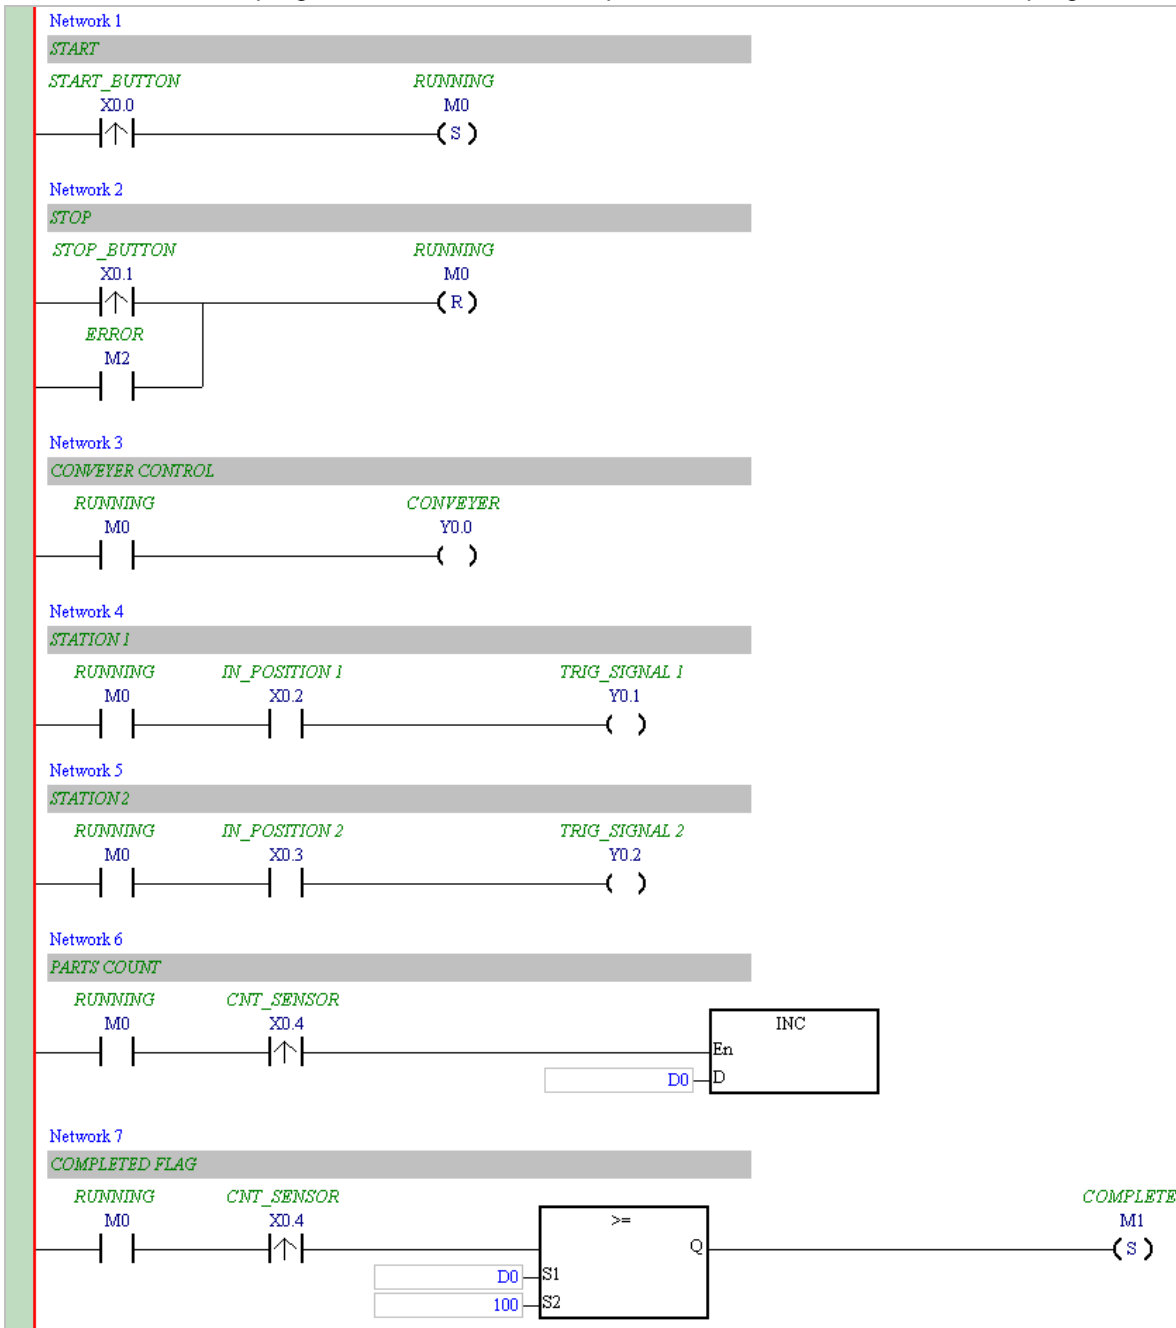 Network 1
START
START_BUTTON RUNNING
X0.0 M0
S
Network 2
STOP
STOP_BUTTON RUNNING
X0.1 M0
R
ERROR
M2
Network 3
CONVEYER CONTROL
RUNNING CONVEYER
M0 Y0.0
Network 4
STATION 1
RUNNING IN_POSITION 1 TRIG_SIGNAL 1
M0 X0.2 Y0.1
Network 5
STATION 2
RUNNING IN_POSITION 2 TRIG_SIGNAL 2
M0 X0.3 Y0.2
Network 6
PARTS COUNT
RUNNING CNT_SENSOR
M0 X0.4 INC
En
D0 D
Network 7
COMPLETED FLAG
RUNNING CNT_SENSOR COMPLETE
M0 X0.4 >= M1
Q S
D0 S1
100 S2